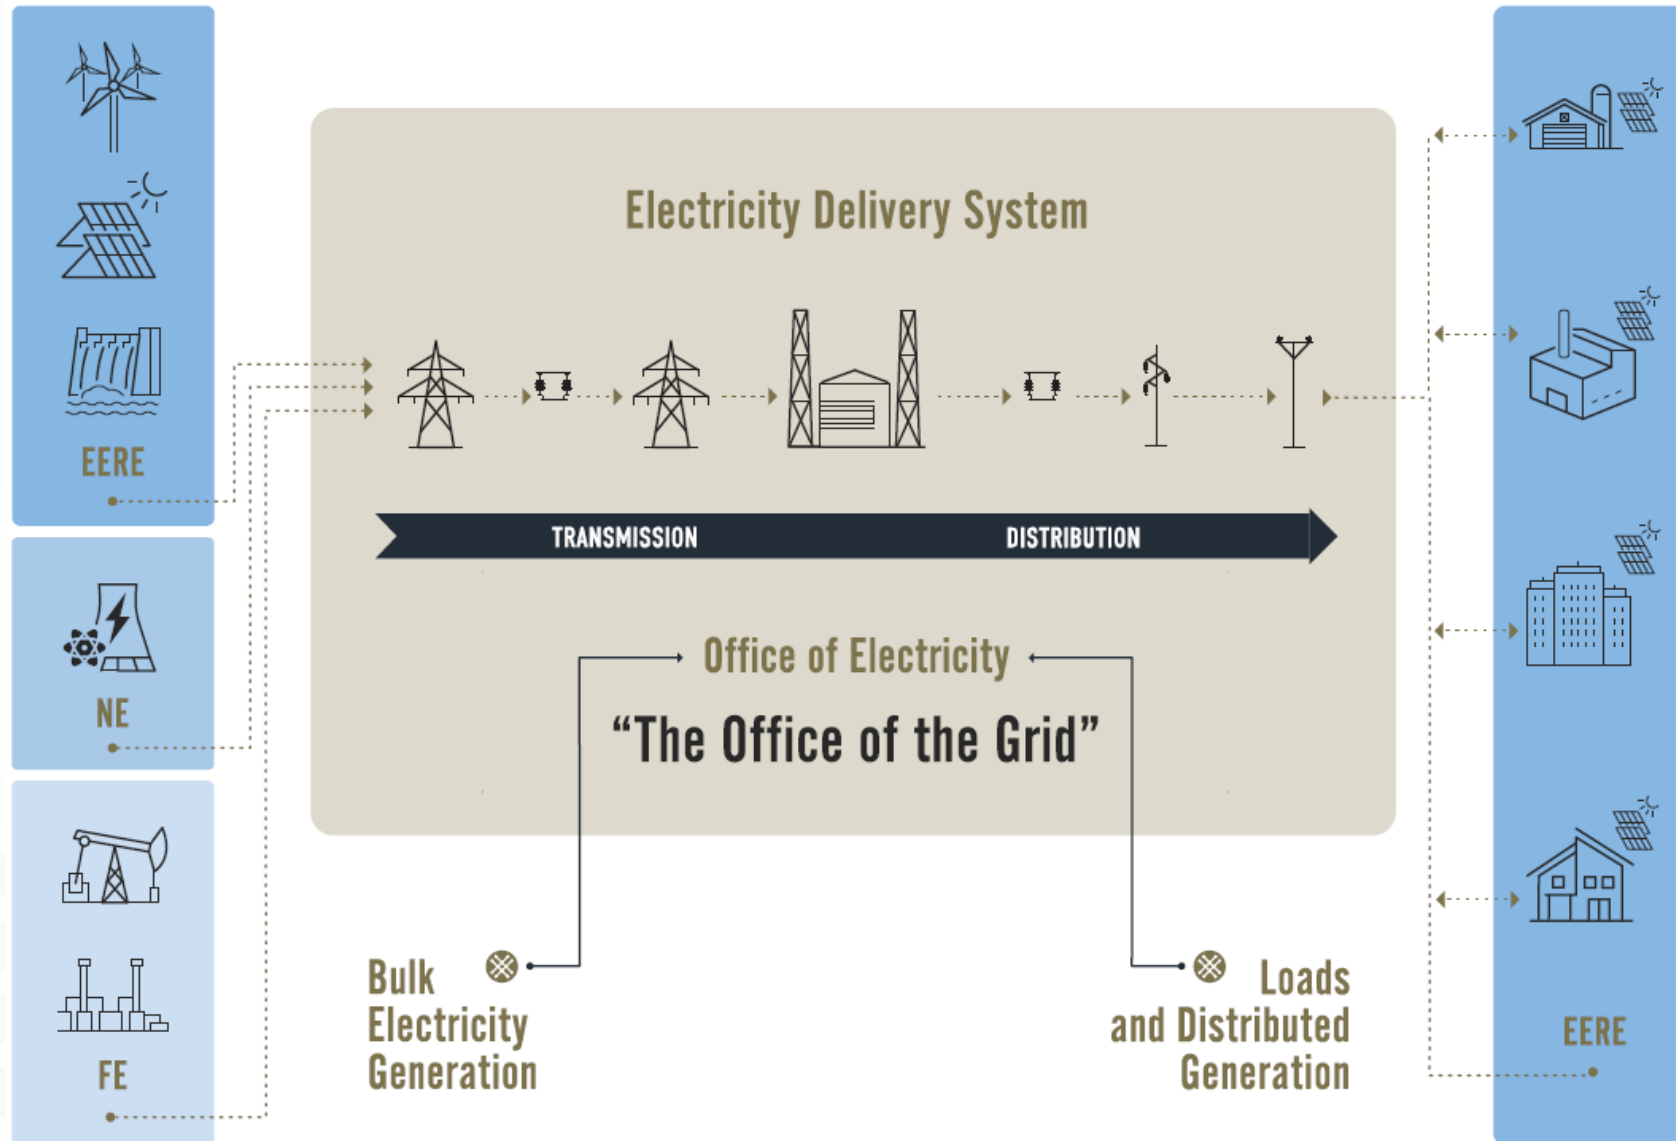 Electricity Delivery System
EERE
TRANSMISSION
DISTRIBUTION
NE
Office of Electricity
“The Office of the Grid”
FE
Bulk
Electricity
Generation
Loads
and Distributed
Generation
EERE